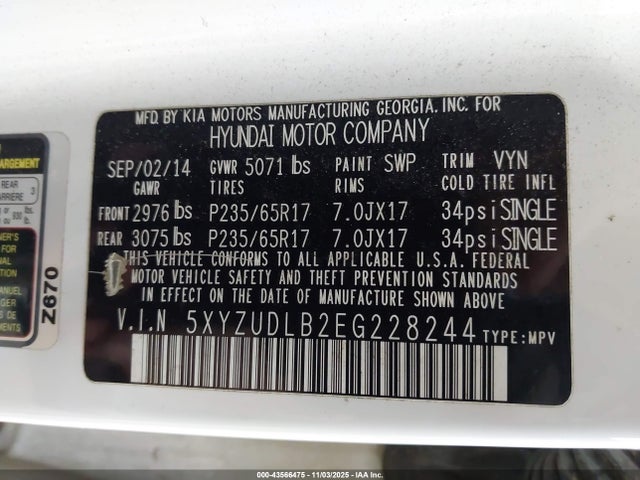 MFD. BY KIA MOTORS MANUFACTURING GEORGIA, INC. FOR
HYUNDAI MOTOR COMPANY
SEP/02/14 GVWR 5071 lbs PAINT SWP TRIM VYN
GAWR TIRES RIMS COLD TIRE INFL
FRONT 2976 lbs P235/65R17 7.0JX17 34psi SINGLE
REAR 3075 lbs P235/65R17 7.0JX17 34psi SINGLE
THIS VEHICLE CONFORMS TO ALL APPLICABLE U.S.A. FEDERAL
MOTOR VEHICLE SAFETY AND THEFT PREVENTION STANDARDS
IN EFFECT ON THE DATE OF MANUFACTURE SHOWN ABOVE
V.I.N 5XYZUDLB2EG228244 TYPE: MPV
REAR 3
Z670
000-43566475 - 11/03/2025 - IAA Inc.